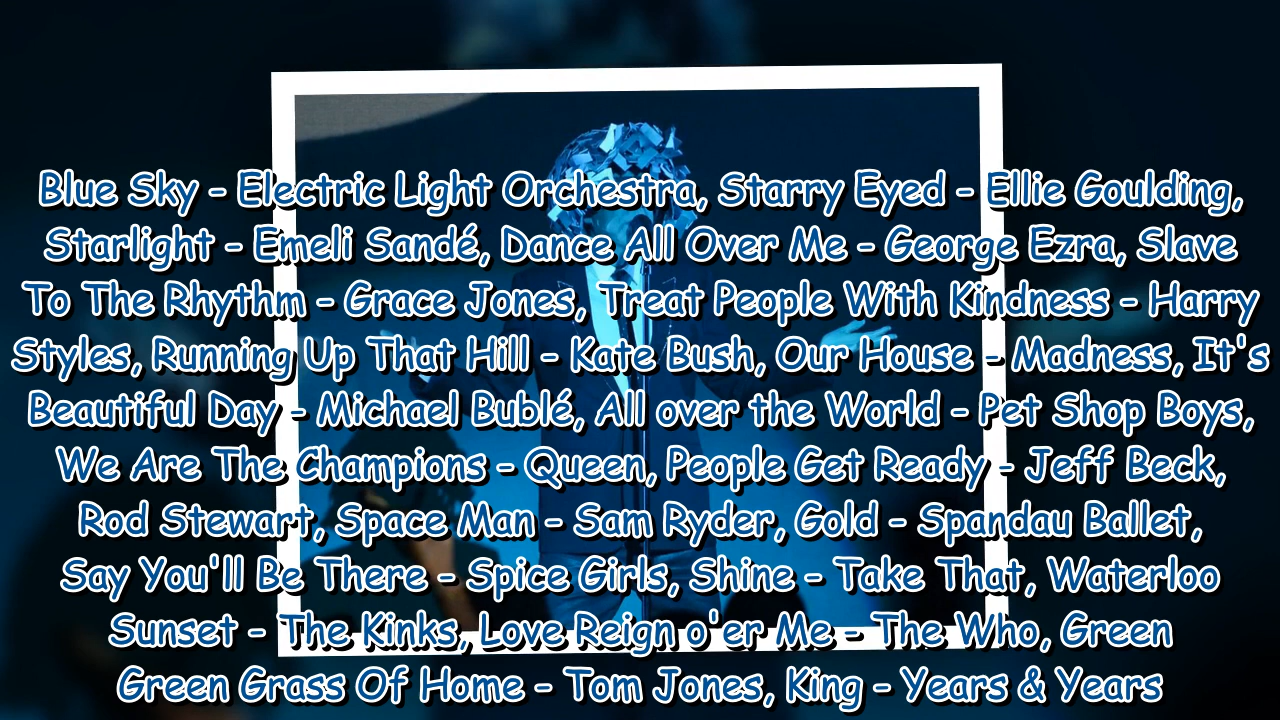 Blue Sky - Electric Light Orchestra, Starry Eyed - Ellie Goulding,
Starlight - Emeli Sandé, Dance All Over Me - George Ezra, Slave
To The Rhythm - Grace Jones, Treat People With Kindness - Harry
Styles, Running Up That Hill - Kate Bush, Our House - Madness, It's
Beautiful Day - Michael Bublé, All over the World - Pet Shop Boys,
We Are The Champions - Queen, People Get Ready - Jeff Beck,
Rod Stewart, Space Man - Sam Ryder, Gold - Spandau Ballet,
Say You'll Be There - Spice Girls, Shine - Take That, Waterloo
Sunset - The Kinks, Love Reign o'er Me - The Who, Green
Green Grass Of Home - Tom Jones, King - Years & Years